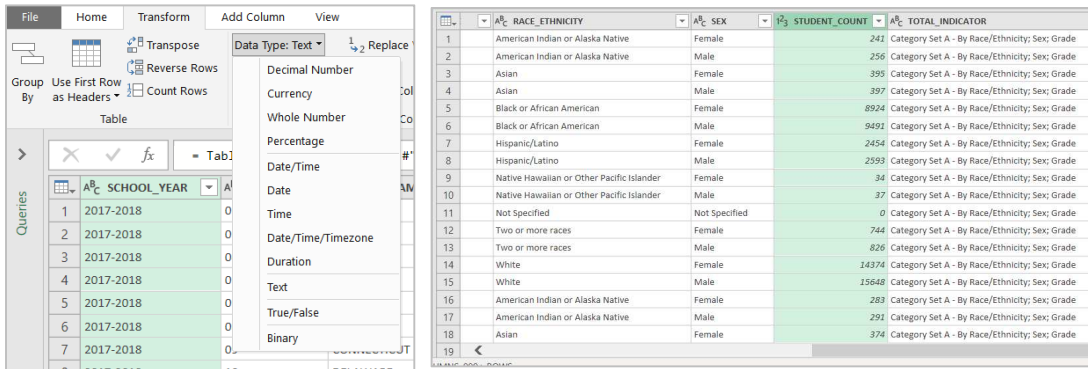 File Home Transform Add Column View
Transpose
Reverse Rows
Count Rows
Group By
Use First Row as Headers
Table
Data Type: Text
Replace
Decimal Number
Currency
Whole Number
Percentage
Date/Time
Date
Time
Date/Time/Timezone
Duration
Text
True/False
Binary
fx
Queries
ABC SCHOOL_YEAR
1 2017-2018
2 2017-2018
3 2017-2018
4 2017-2018
5 2017-2018
6 2017-2018
7 2017-2018
ABC RACE_ETHNICITY ABC SEX 123 STUDENT_COUNT ABC TOTAL_INDICATOR
1 American Indian or Alaska Native Female 241 Category Set A - By Race/Ethnicity; Sex; Grade
2 American Indian or Alaska Native Male 256 Category Set A - By Race/Ethnicity; Sex; Grade
3 Asian Female 395 Category Set A - By Race/Ethnicity; Sex; Grade
4 Asian Male 397 Category Set A - By Race/Ethnicity; Sex; Grade
5 Black or African American Female 8924 Category Set A - By Race/Ethnicity; Sex; Grade
6 Black or African American Male 9491 Category Set A - By Race/Ethnicity; Sex; Grade
7 Hispanic/Latino Female 2454 Category Set A - By Race/Ethnicity; Sex; Grade
8 Hispanic/Latino Male 2593 Category Set A - By Race/Ethnicity; Sex; Grade
9 Native Hawaiian or Other Pacific Islander Female 34 Category Set A - By Race/Ethnicity; Sex; Grade
10 Native Hawaiian or Other Pacific Islander Male 37 Category Set A - By Race/Ethnicity; Sex; Grade
11 Not Specified Not Specified 0 Category Set A - By Race/Ethnicity; Sex; Grade
12 Two or more races Female 744 Category Set A - By Race/Ethnicity; Sex; Grade
13 Two or more races Male 826 Category Set A - By Race/Ethnicity; Sex; Grade
14 White Female 14374 Category Set A - By Race/Ethnicity; Sex; Grade
15 White Male 15648 Category Set A - By Race/Ethnicity; Sex; Grade
16 American Indian or Alaska Native Female 283 Category Set A - By Race/Ethnicity; Sex; Grade
17 American Indian or Alaska Native Male 291 Category Set A - By Race/Ethnicity; Sex; Grade
18 Asian Female 374 Category Set A - By Race/Ethnicity; Sex; Grade
19